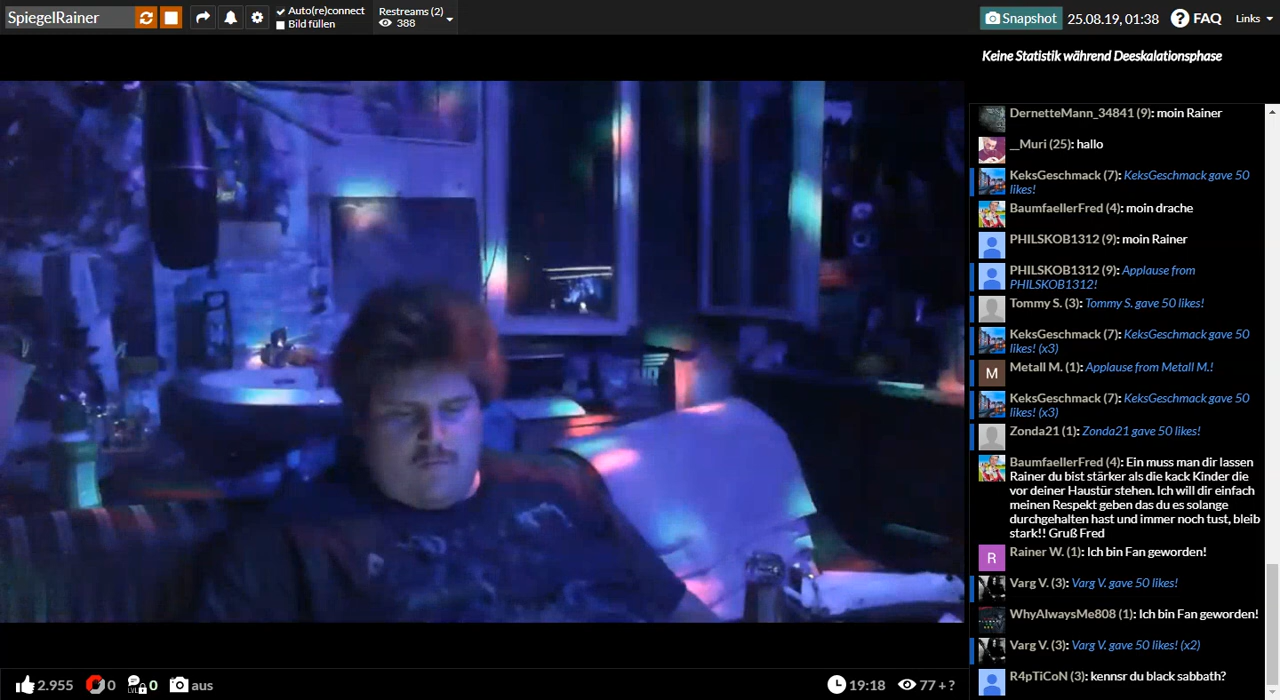 SpiegelRainer
Auto(re)connect
Bild füllen
Restreams (2)
388
Snapshot
25.08.19, 01:38
FAQ
Links
Keine Statistik während Deeskalationsphase
DernetteMann_34841 (9): moin Rainer
__Muri (25): hallo
KeksGeschmack (7): KeksGeschmack gave 50
likes!
BaumfaellerFred (4): moin drache
PHILSKOB1312 (9): moin Rainer
PHILSKOB1312 (9): Applause from
PHILSKOB1312!
Tommy S. (3): Tommy S. gave 50 likes!
KeksGeschmack (7): KeksGeschmack gave 50
likes! (x3)
M
Metall M. (1): Applause from Metall M.!
KeksGeschmack (7): KeksGeschmack gave 50
likes! (x3)
Zonda21 (1): Zonda21 gave 50 likes!
BaumfaellerFred (4): Ein muss man dir lassen
Rainer du bist stärker als die kack Kinder die
vor deiner Haustür stehen. Ich will dir einfach
meinen Respekt geben das du es solange
durchgehalten hast und immer noch tust, bleib
stark!! Gruß Fred
R
Rainer W. (1): Ich bin Fan geworden!
Varg V. (3): Varg V. gave 50 likes!
WhyAlwaysMe808 (1): Ich bin Fan geworden!
Varg V. (3): Varg V. gave 50 likes! (x2)
R4pTiCoN (3): kennsr du black sabbath?
2.955
0
LVL
0
aus
19:18
77 + ?